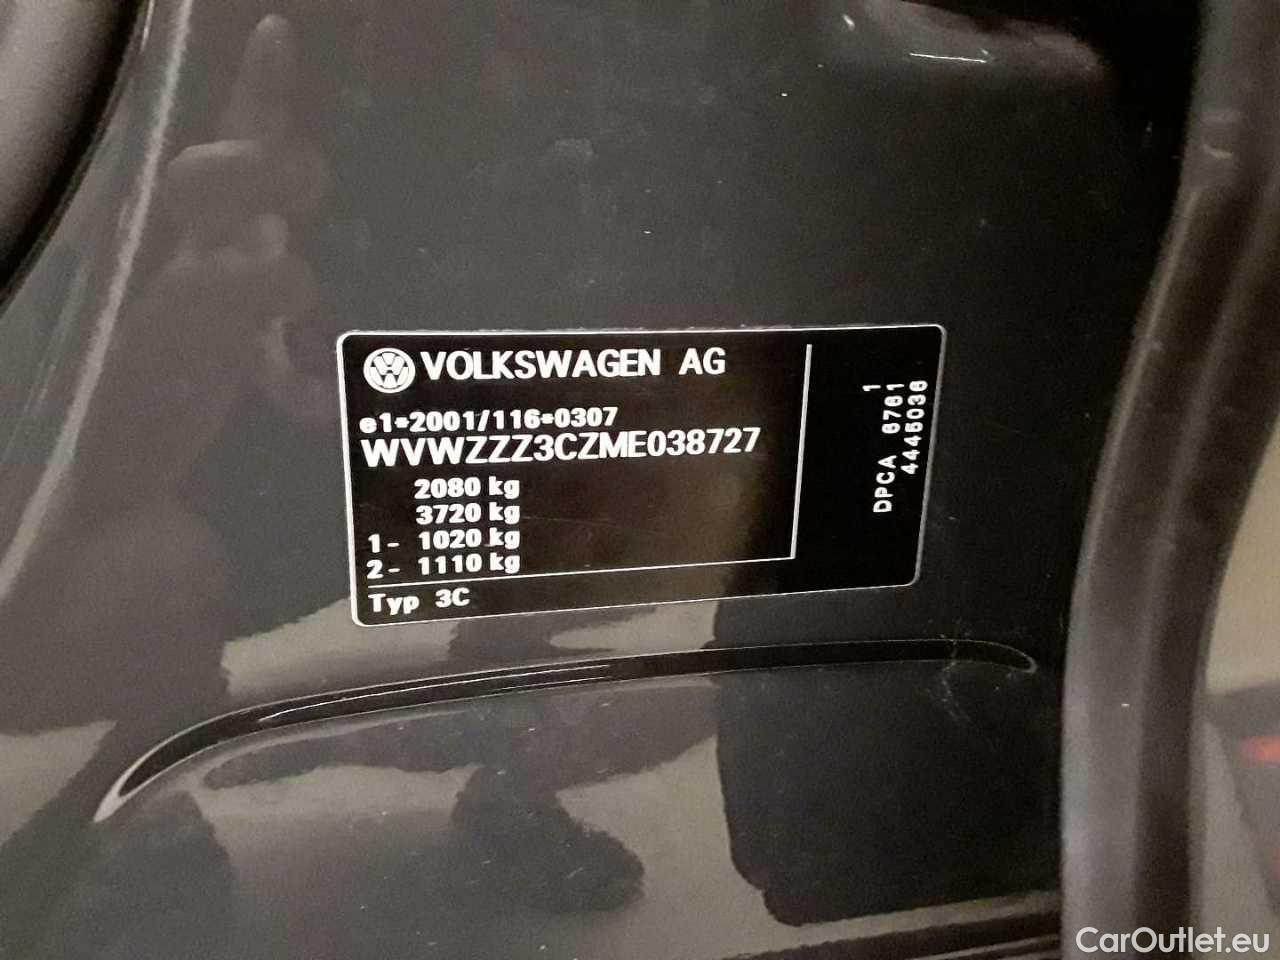 VOLKSWAGEN AG
e1*2001/116*0307
WVWZZZ3CZME038727
2080 kg
3720 kg
1- 1020 kg
2- 1110 kg
Typ 3C
1
DPCA 6761
4445036
CarOutlet.eu